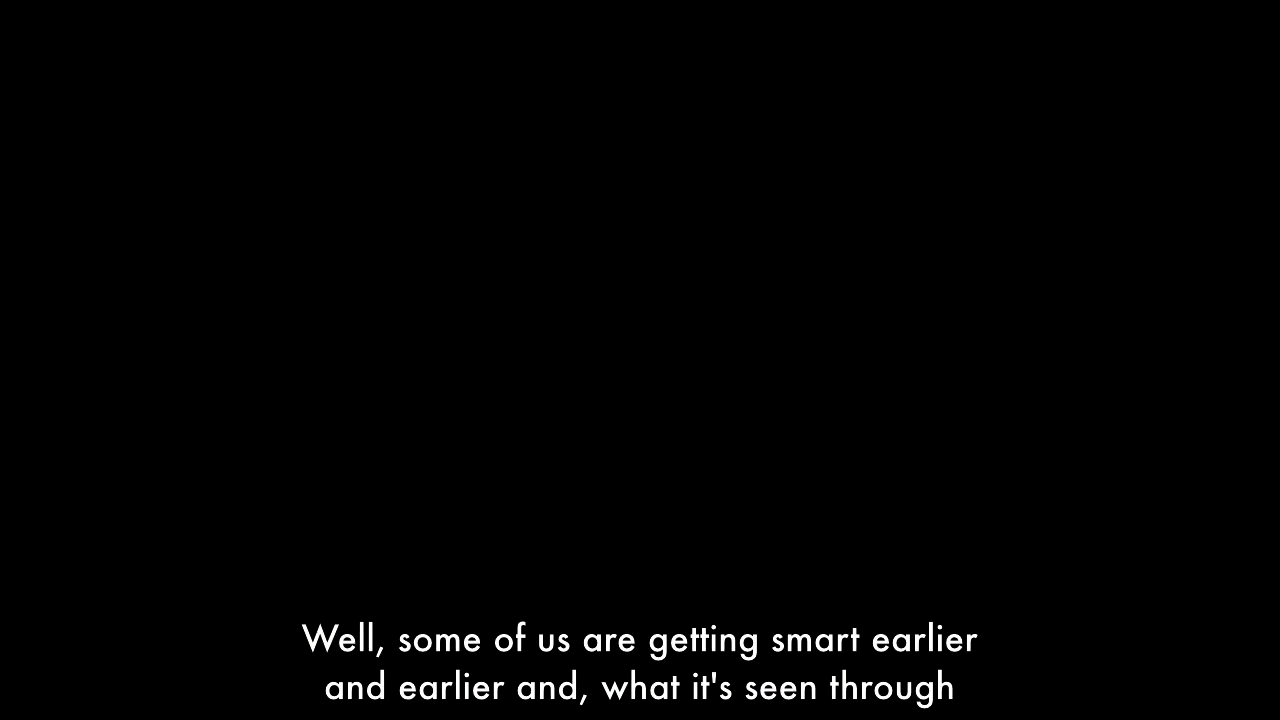 Well, some of us are getting smart earlier
and earlier and, what it's seen through